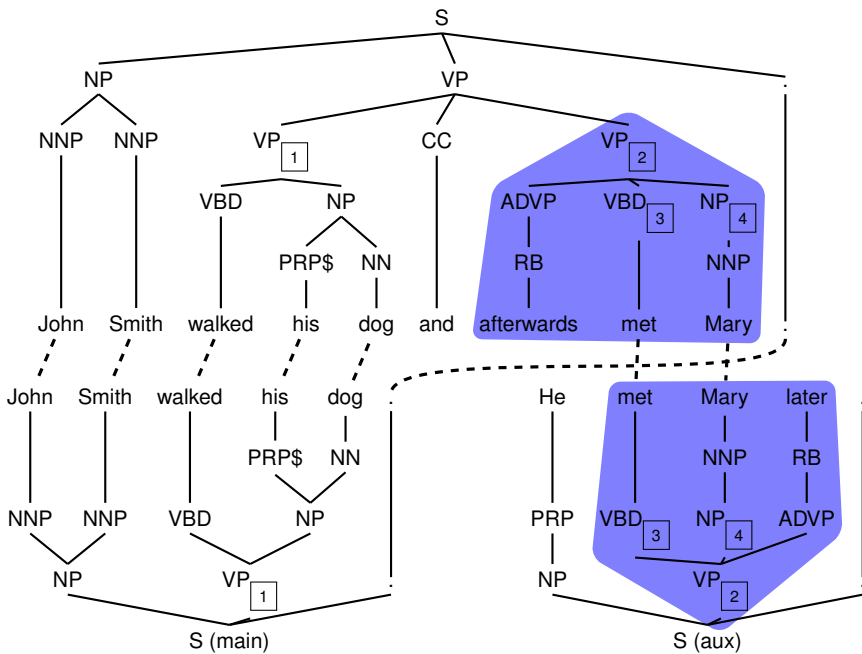 S
NP VP .
NNP NNP VP 1 CC VP 2
VBD NP ADVP VBD 3 NP 4
PRP$ NN RB NNP
John Smith walked his dog and afterwards met Mary .
John Smith walked his dog . He met Mary later .
PRP$ NN NNP RB
NNP NNP VBD NP PRP VBD 3 NP 4 ADVP
NP VP 1 . NP VP 2 .
S (main) S (aux)